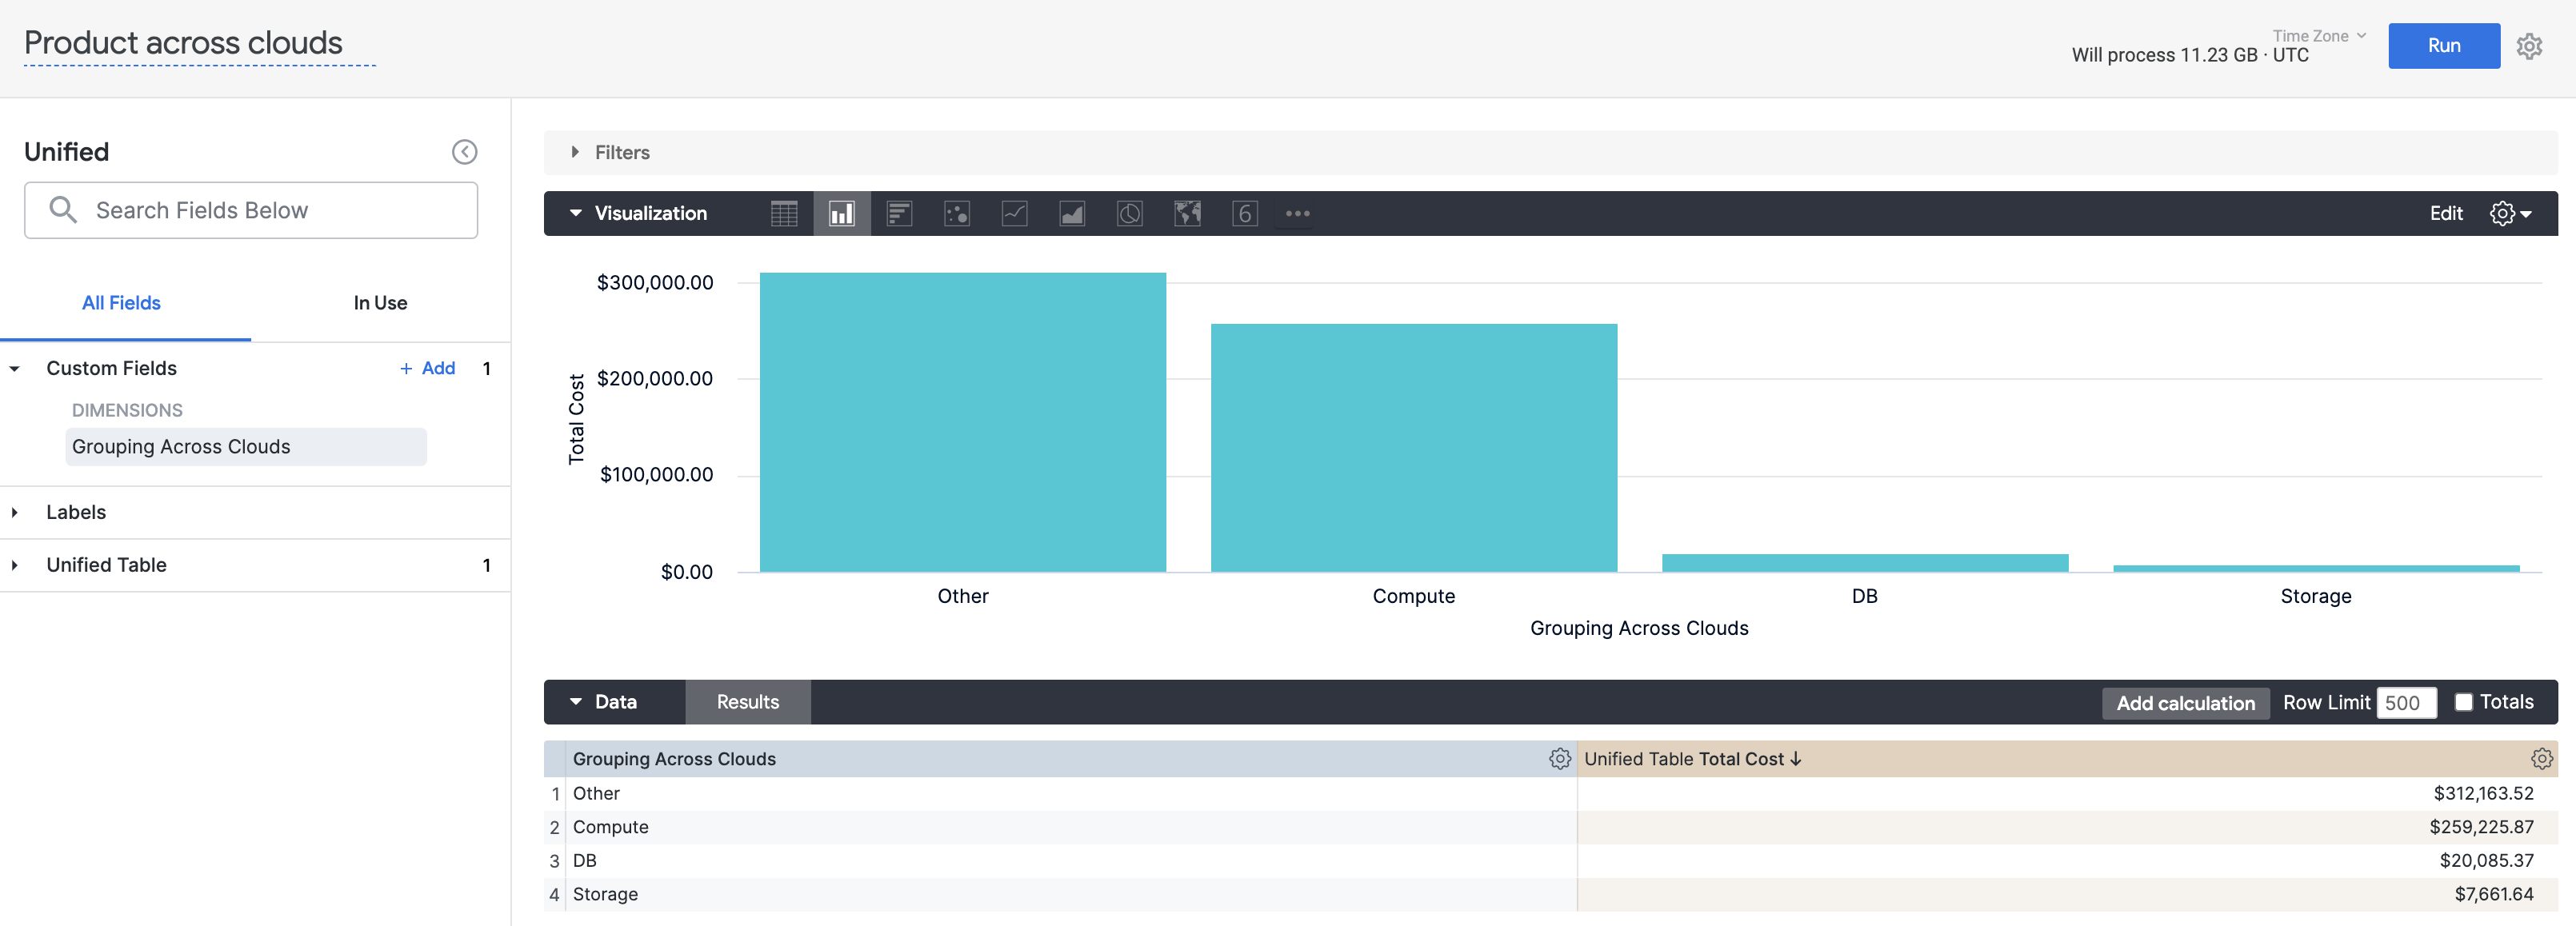 Product across clouds
Time Zone
Will process 11.23 GB · UTC
Run
Unified
Search Fields Below
All Fields
In Use
Custom Fields
+ Add 1
DIMENSIONS
Grouping Across Clouds
Labels
Unified Table 1
Filters
Visualization
6
Edit
Total Cost
$300,000.00
$200,000.00
$100,000.00
$0.00
Other
Compute
DB
Storage
Grouping Across Clouds
Data
Results
Add calculation
Row Limit 500
Totals
Grouping Across Clouds
Unified Table Total Cost ↓
1 Other $312,163.52
2 Compute $259,225.87
3 DB $20,085.37
4 Storage $7,661.64